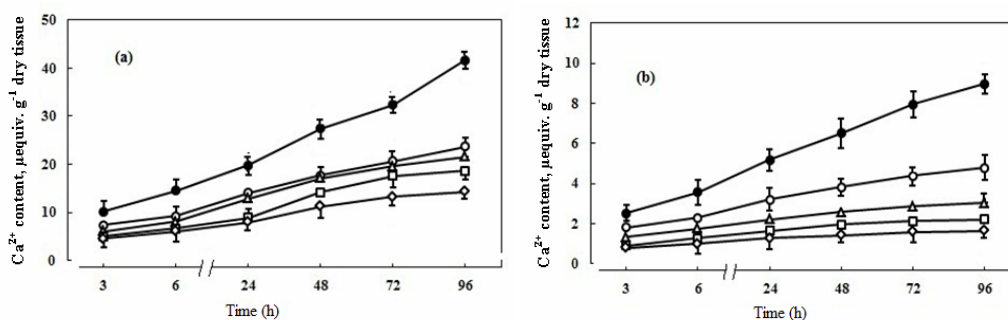 Ca²⁺ content, µequiv. g⁻¹ dry tissue
50
40
30
20
10
0
(a)
3 6 24 48 72 96
Time (h)
Ca²⁺ content, µequiv. g⁻¹ dry tissue
12
10
8
6
4
2
0
(b)
3 6 24 48 72 96
Time (h)